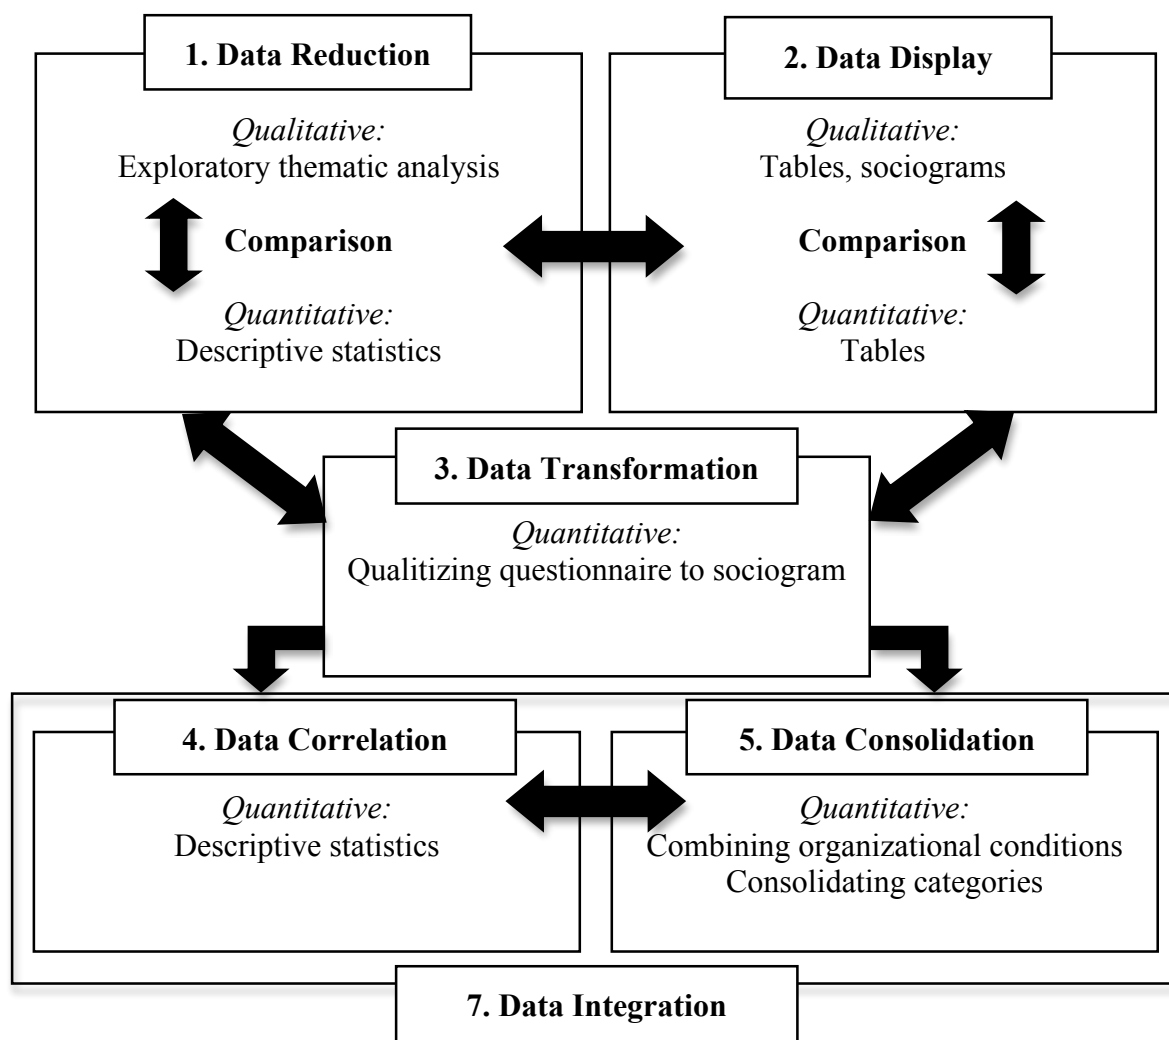 1. Data Reduction
Qualitative:
Exploratory thematic analysis
Comparison
Quantitative:
Descriptive statistics
2. Data Display
Qualitative:
Tables, sociograms
Comparison
Quantitative:
Tables
3. Data Transformation
Quantitative:
Qualitizing questionnaire to sociogram
4. Data Correlation
Quantitative:
Descriptive statistics
5. Data Consolidation
Quantitative:
Combining organizational conditions
Consolidating categories
7. Data Integration